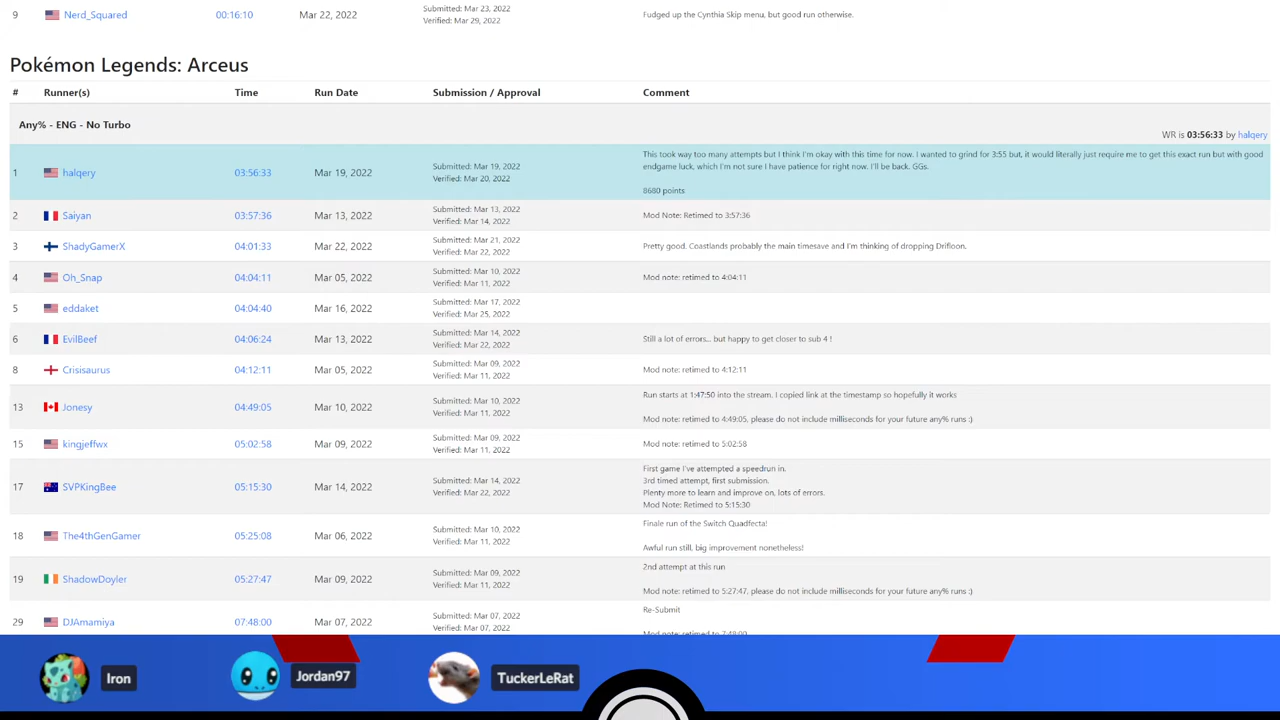 9 Nerd_Squared 00:16:10 Mar 22, 2022 Submitted: Mar 23, 2022 Fudged up the Cynthia Skip menu, but good run otherwise.
Verified: Mar 29, 2022
Pokémon Legends: Arceus
# Runner(s) Time Run Date Submission / Approval Comment
Any% - ENG - No Turbo
WR is 03:56:33 by halqery
1 halqery 03:56:33 Mar 19, 2022 Submitted: Mar 19, 2022 This took way too many attempts but I think I'm okay with this time for now. I wanted to grind for 3:55 but, it would literally just require me to get this exact run but with good
Verified: Mar 20, 2022 endgame luck, which I'm not sure I have patience for right now. I'll be back. GGs.
8680 points
2 Saiyan 03:57:36 Mar 13, 2022 Submitted: Mar 13, 2022 Mod Note: Retimed to 3:57:36
Verified: Mar 14, 2022
3 ShadyGamerX 04:01:33 Mar 22, 2022 Submitted: Mar 21, 2022 Pretty good. Coastlands probably the main timesave and I'm thinking of dropping Drifloon.
Verified: Mar 22, 2022
4 Oh_Snap 04:04:11 Mar 05, 2022 Submitted: Mar 10, 2022 Mod note: retimed to 4:04:11
Verified: Mar 11, 2022
5 eddaket 04:04:40 Mar 16, 2022 Submitted: Mar 17, 2022
Verified: Mar 25, 2022
6 EvilBeef 04:06:24 Mar 13, 2022 Submitted: Mar 14, 2022 Still a lot of errors... but happy to get closer to sub 4 !
Verified: Mar 22, 2022
8 Crisisaurus 04:12:11 Mar 05, 2022 Submitted: Mar 09, 2022 Mod note: retimed to 4:12:11
Verified: Mar 11, 2022
13 Jonesy 04:49:05 Mar 10, 2022 Submitted: Mar 10, 2022 Run starts at 1:47:50 into the stream. I copied link at the timestamp so hopefully it works
Verified: Mar 11, 2022
Mod note: retimed to 4:49:05, please do not include milliseconds for your future any% runs :)
15 kingjeffwx 05:02:58 Mar 09, 2022 Submitted: Mar 09, 2022 Mod note: retimed to 5:02:58
Verified: Mar 11, 2022
17 SVPKingBee 05:15:30 Mar 14, 2022 Submitted: Mar 14, 2022 First game I've attempted a speedrun in.
Verified: Mar 22, 2022 3rd timed attempt, first submission.
Plenty more to learn and improve on, lots of errors.
Mod Note: Retimed to 5:15:30
18 The4thGenGamer 05:25:08 Mar 06, 2022 Submitted: Mar 10, 2022 Finale run of the Switch Quadfecta!
Verified: Mar 11, 2022
Awful run still, big improvement nonetheless!
19 ShadowDoyler 05:27:47 Mar 09, 2022 Submitted: Mar 09, 2022 2nd attempt at this run
Verified: Mar 11, 2022
Mod note: retimed to 5:27:47, please do not include milliseconds for your future any% runs :)
29 DJAmamiya 07:48:00 Mar 07, 2022 Submitted: Mar 07, 2022 Re-Submit
Verified: Mar 07, 2022
Mod note: retimed to 7:48:00
Iron Jordan97 TuckerLeRat